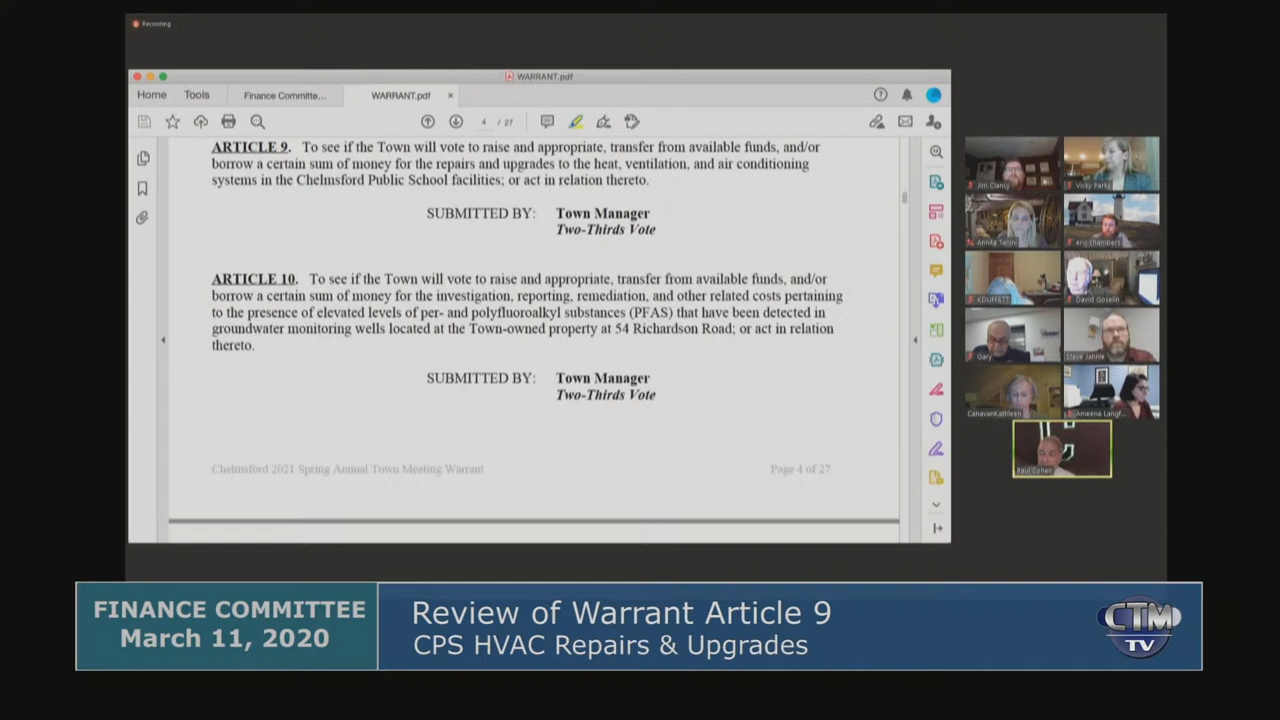 Recording
WARRANT.pdf
Home
Tools
Finance Committe...
WARRANT.pdf
×
4 / 27
ARTICLE 9. To see if the Town will vote to raise and appropriate, transfer from available funds, and/or
borrow a certain sum of money for the repairs and upgrades to the heat, ventilation, and air conditioning
systems in the Chelmsford Public School facilities; or act in relation thereto.
SUBMITTED BY: Town Manager
Two-Thirds Vote
ARTICLE 10. To see if the Town will vote to raise and appropriate, transfer from available funds, and/or
borrow a certain sum of money for the investigation, reporting, remediation, and other related costs pertaining
to the presence of elevated levels of per- and polyfluoroalkyl substances (PFAS) that have been detected in
groundwater monitoring wells located at the Town-owned property at 54 Richardson Road; or act in relation
thereto.
SUBMITTED BY: Town Manager
Two-Thirds Vote
Chelmsford 2021 Spring Annual Town Meeting Warrant
Page 4 of 27
Jim Clancy
Vicky Parks
Annita Tanini
eric chambers
KDUFFETT
David Goselin
Gary
Steve Jahnle
CanavanKathleen
Ameena Langf...
Paul Cohen
FINANCE COMMITTEE
March 11, 2020
Review of Warrant Article 9
CPS HVAC Repairs & Upgrades
CTM
TV